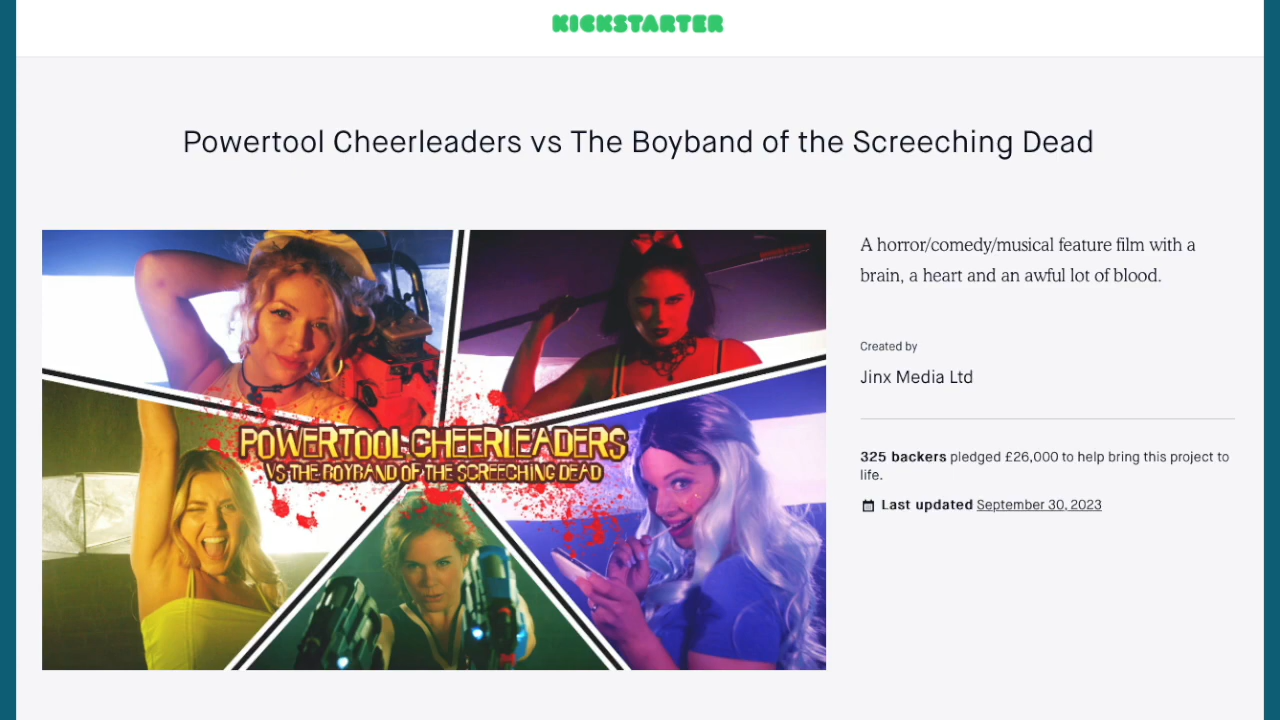 KICKSTARTER
Powertool Cheerleaders vs The Boyband of the Screeching Dead
POWERTOOL CHEERLEADERS
VS THE BOYBAND OF THE SCREECHING DEAD
A horror/comedy/musical feature film with a
brain, a heart and an awful lot of blood.
Created by
Jinx Media Ltd
325 backers pledged £26,000 to help bring this project to
life.
Last updated September 30, 2023